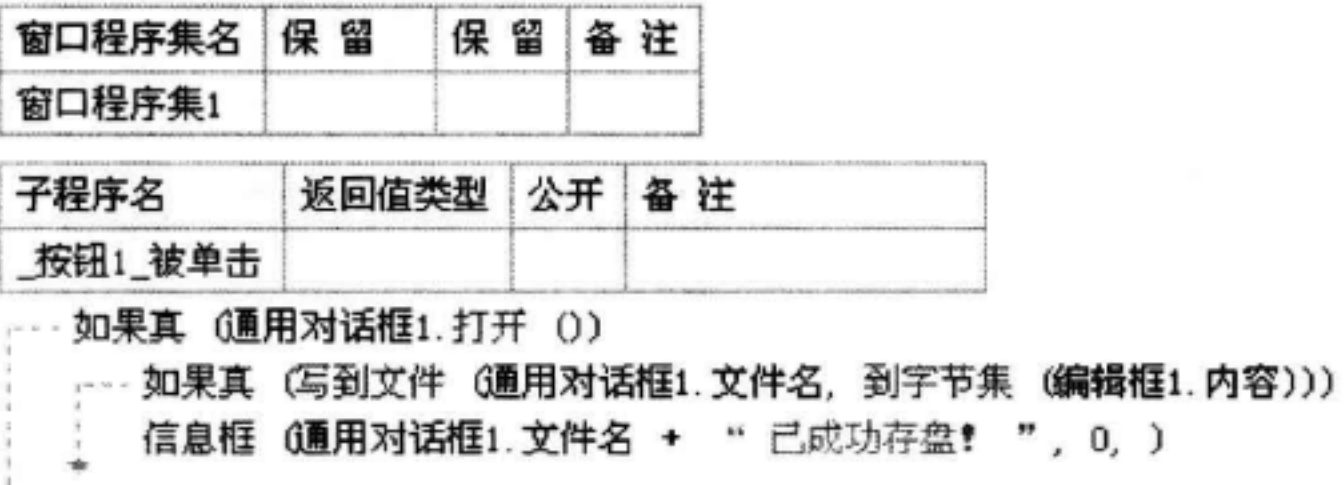 窗口程序集名 保 留 保 留 备 注
窗口程序集1
子程序名 返回值类型 公开 备 注
_按钮1_被单击
如果真 (通用对话框1.打开 ())
如果真 (写到文件 (通用对话框1.文件名, 到字节集 (编辑框1.内容)))
信息框 (通用对话框1.文件名 + “ 已成功存盘! ”, 0, )